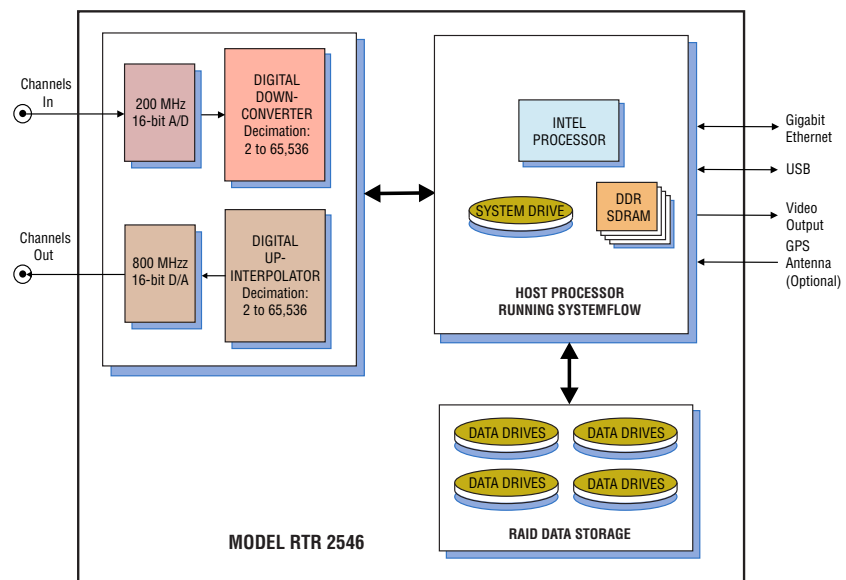 Channels
In
200 MHz
16-bit A/D
DIGITAL
DOWN-
CONVERTER
Decimation:
2 to 65,536
Channels
Out
800 MHzz
16-bit D/A
DIGITAL
UP-
INTERPOLATOR
Decimation:
2 to 65,536
INTEL
PROCESSOR
SYSTEM DRIVE
DDR
SDRAM
HOST PROCESSOR
RUNNING SYSTEMFLOW
Gigabit
Ethernet
USB
Video
Output
GPS
Antenna
(Optional)
DATA DRIVES
DATA DRIVES
DATA DRIVES
DATA DRIVES
RAID DATA STORAGE
MODEL RTR 2546